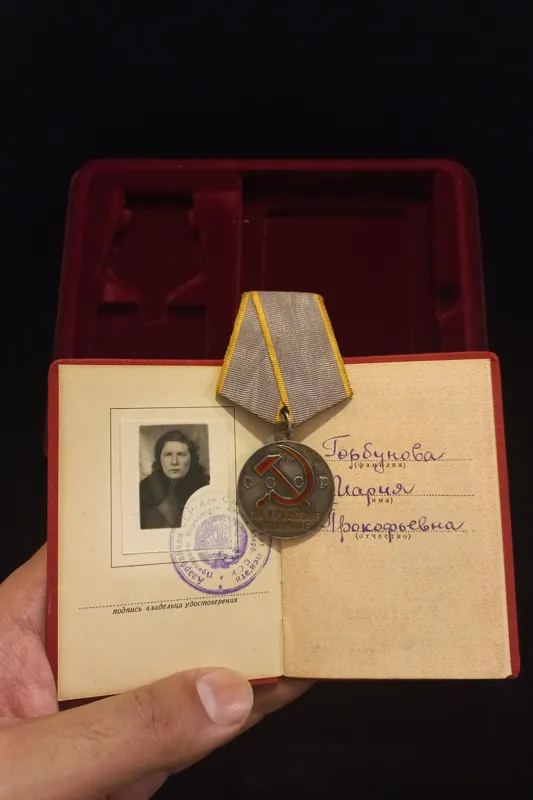 Горбунова
(фамилия)
Мария
(имя)
Прокофьевна
(отчество)
СССР
подпись владельца удостоверения